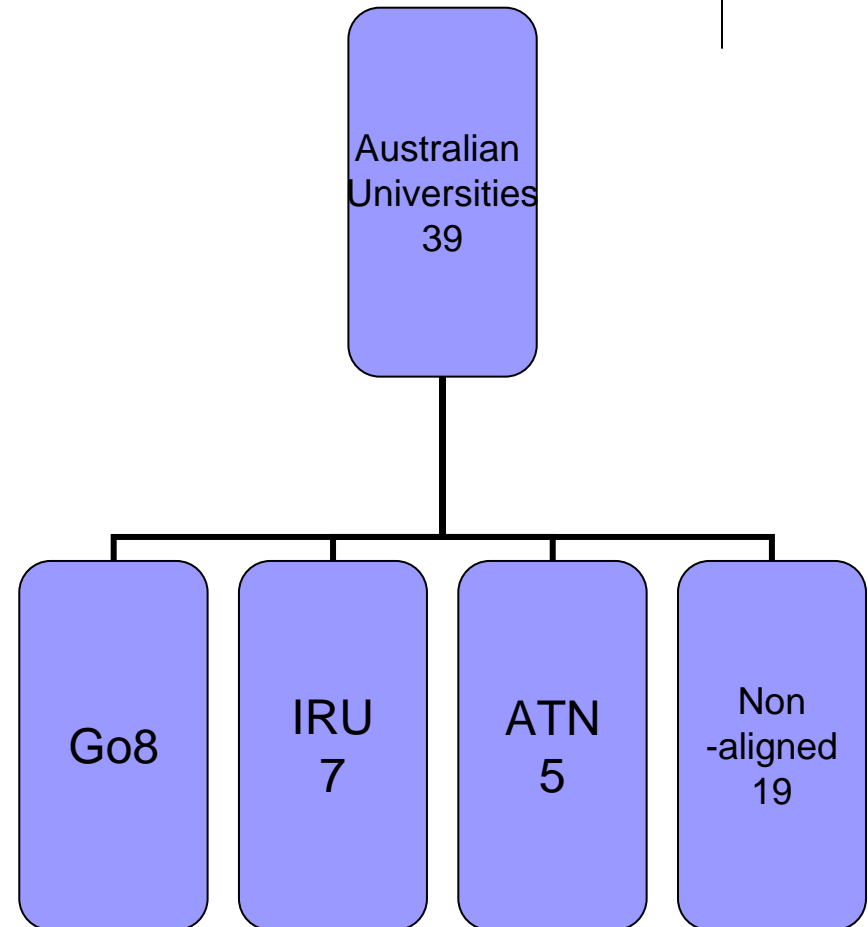 Australian
Universities
39
Go8
IRU
7
ATN
5
Non
-aligned
19